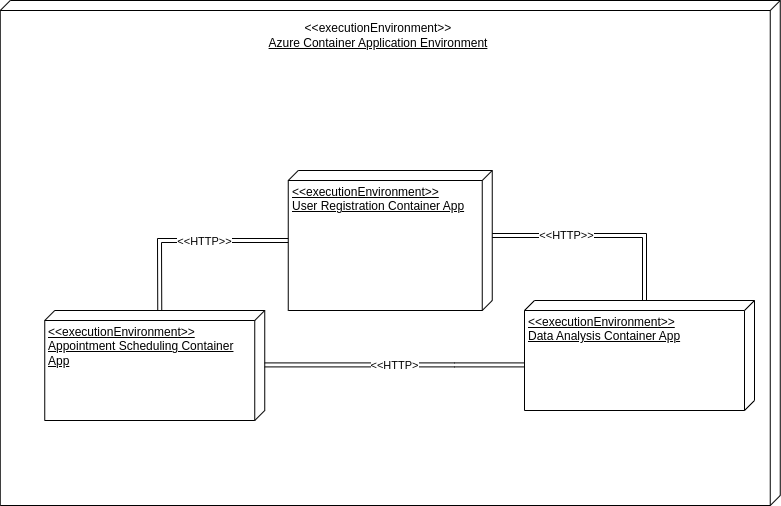 <<executionEnvironment>>
Azure Container Application Environment
<<executionEnvironment>>
User Registration Container App
<<HTTP>>
<<HTTP>>
<<executionEnvironment>>
Appointment Scheduling Container
App
<<executionEnvironment>>
Data Analysis Container App
<<HTTP>